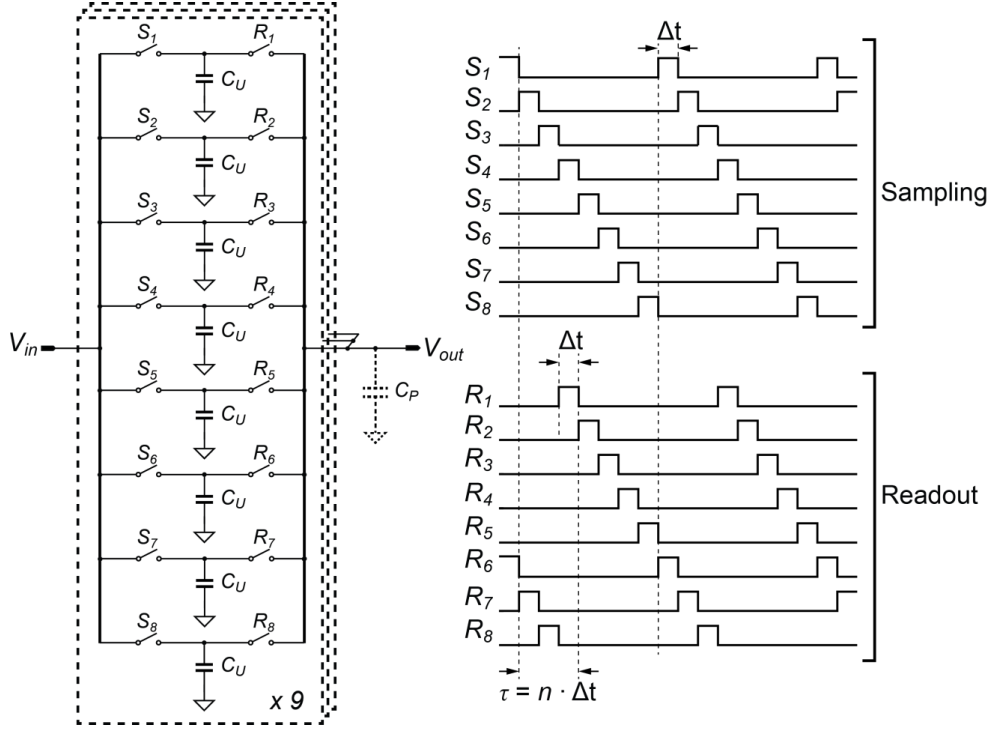 S1 R1
CU
S2 R2
CU
S3 R3
CU
S4 R4
CU
Vin Vout
S5 R5
CP
CU
S6 R6
CU
S7 R7
CU
S8 R8
CU
x 9
Δt
S1
S2
S3
S4
S5
S6
S7
S8
Sampling
Δt
R1
R2
R3
R4
R5
R6
R7
R8
Readout
τ = n · Δt